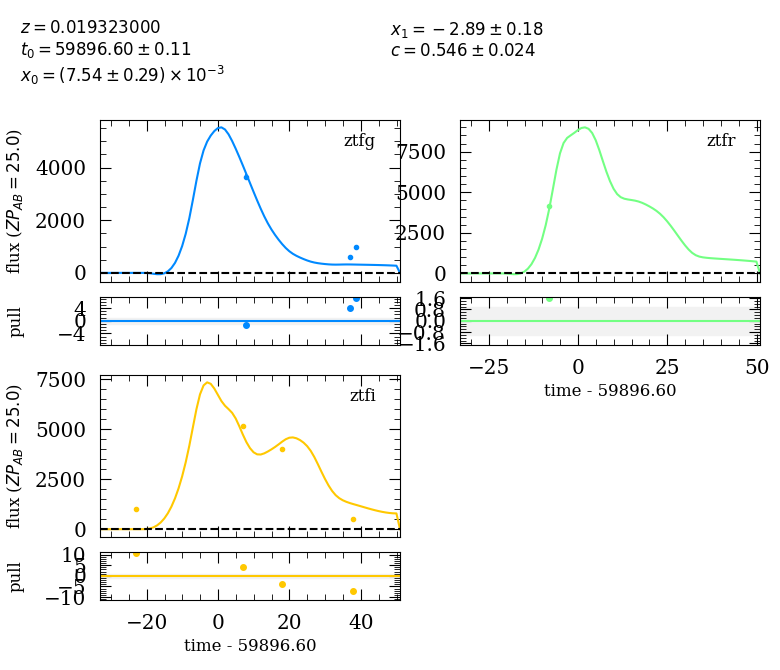 z = 0.019323000
t₀ = 59896.60 ± 0.11
x₀ = (7.54 ± 0.29) × 10⁻³
x₁ = −2.89 ± 0.18
c = 0.546 ± 0.024
ztfg
flux (ZP_AB = 25.0)
4000
2000
0
pull
4
0
−4
ztfr
7500
5000
2500
0
1.6
0.8
0.0
−0.8
−1.6
−25 0 25 50
time - 59896.60
ztfi
flux (ZP_AB = 25.0)
7500
5000
2500
0
pull
10
5
0
−5
−10
−20 0 20 40
time - 59896.60